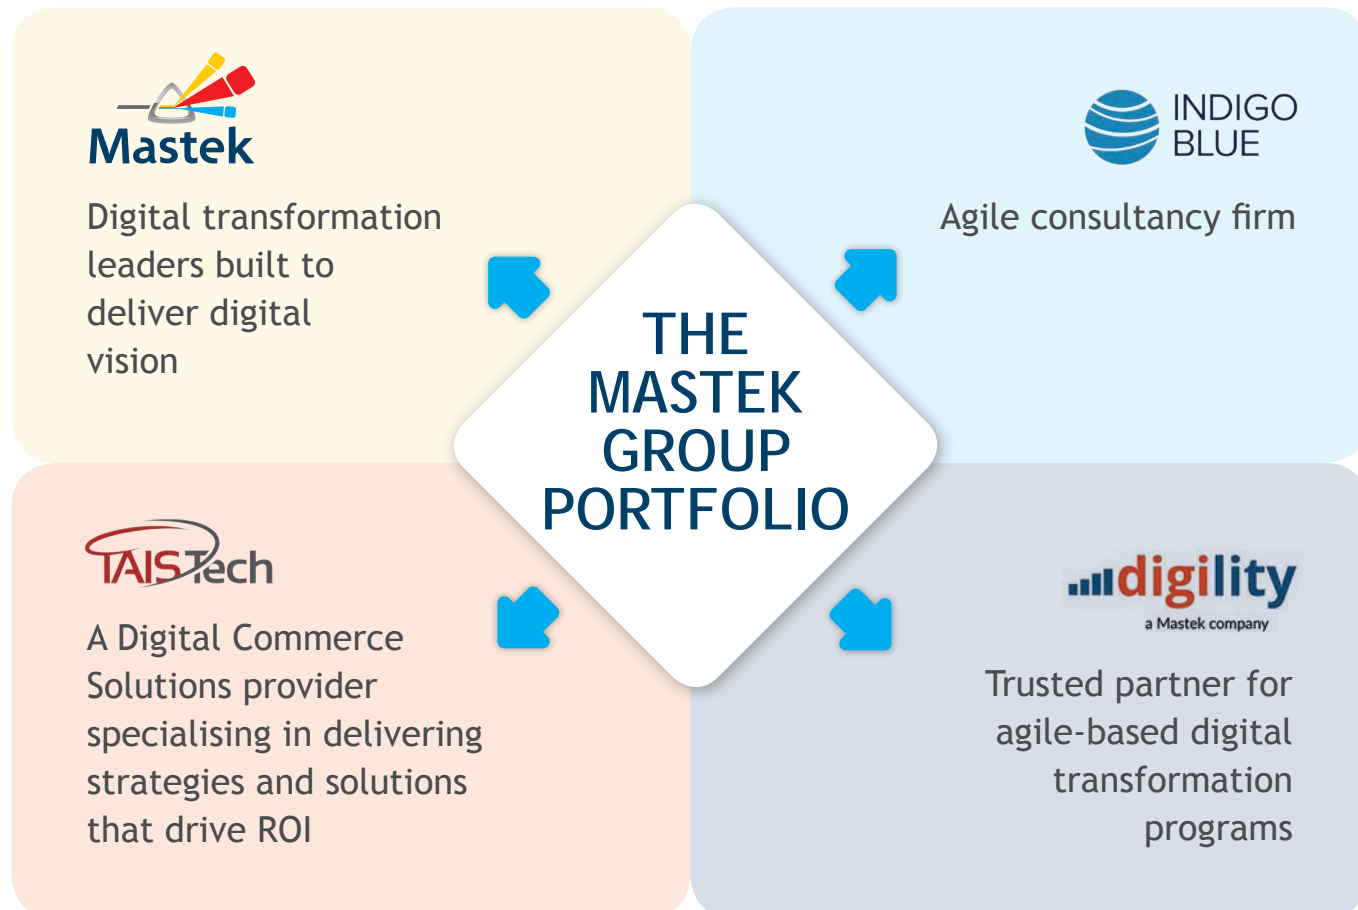 Mastek
Digital transformation
leaders built to
deliver digital
vision
INDIGO
BLUE
Agile consultancy firm
THE
MASTEK
GROUP
PORTFOLIO
TAISTech
A Digital Commerce
Solutions provider
specialising in delivering
strategies and solutions
that drive ROI
digility
a Mastek company
Trusted partner for
agile-based digital
transformation
programs